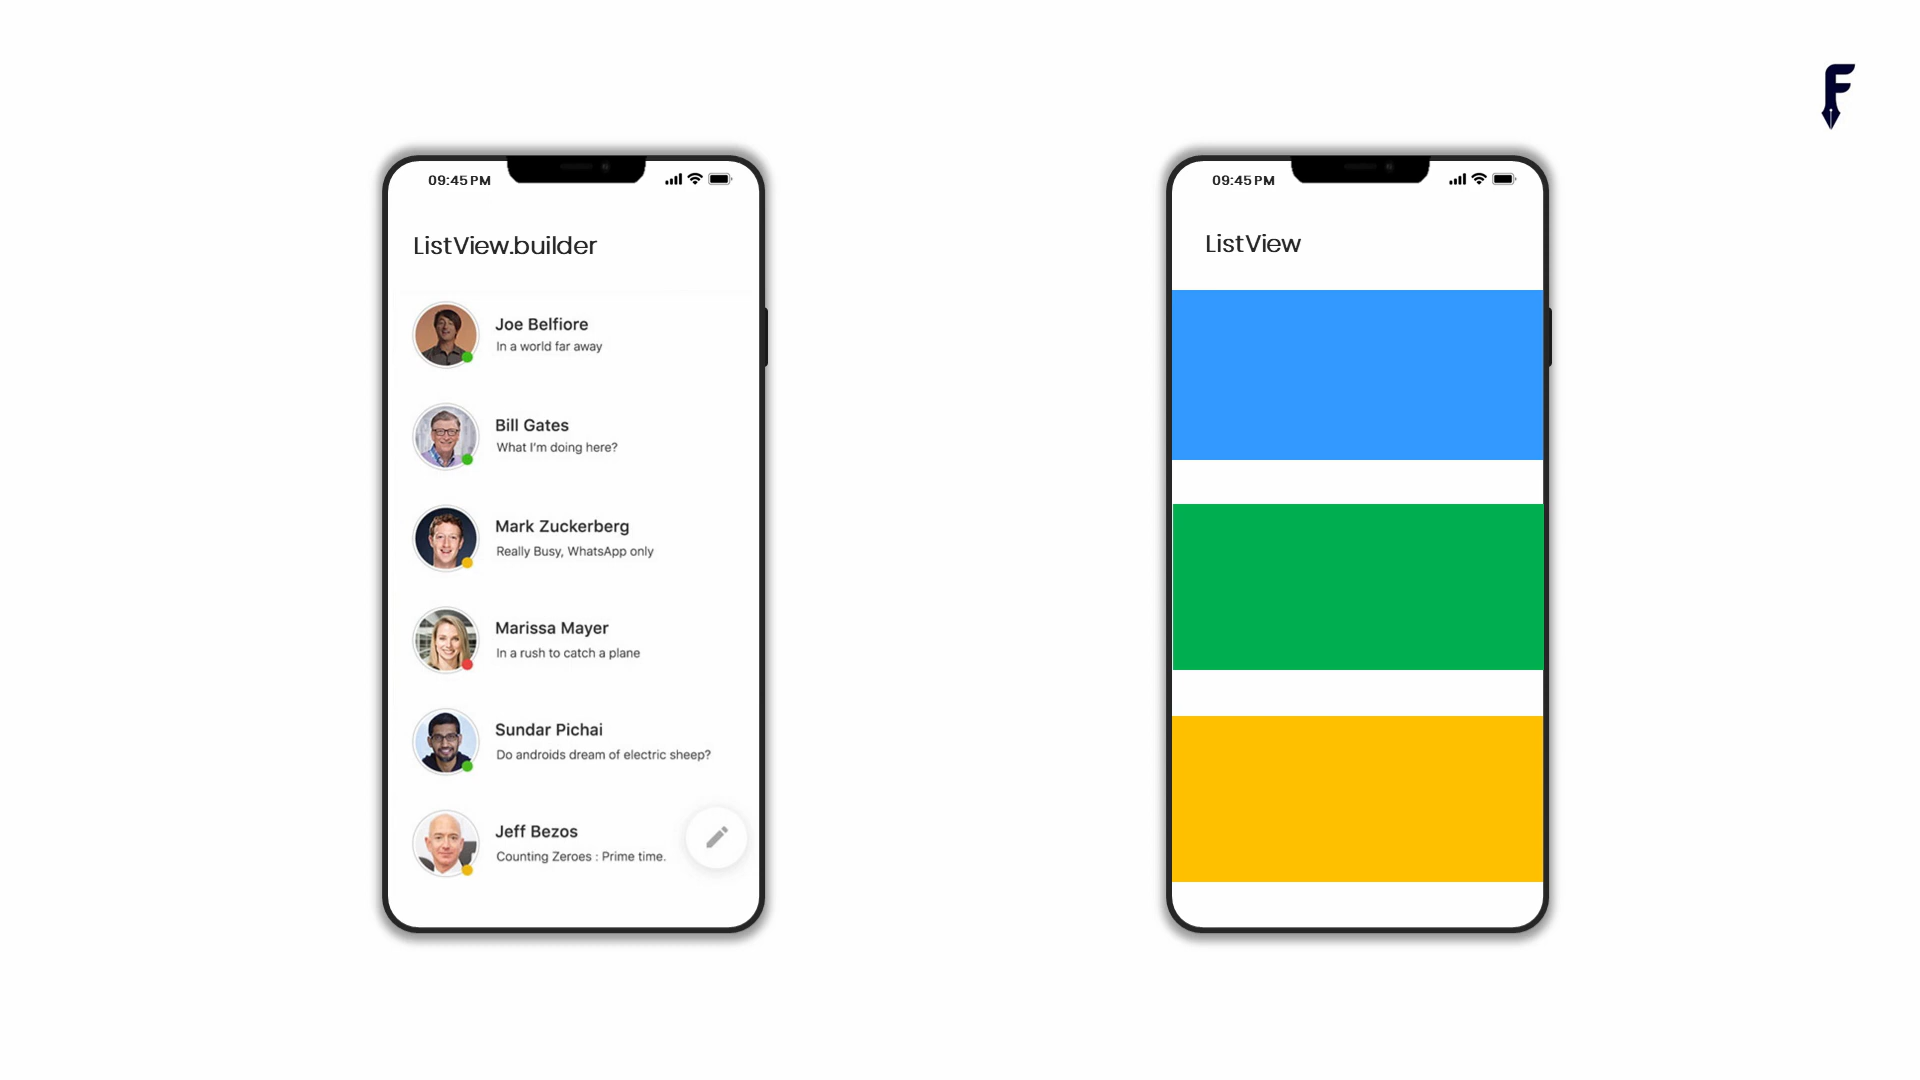 09:45 PM
ListView.builder
Joe Belfiore
In a world far away
Bill Gates
What I'm doing here?
Mark Zuckerberg
Really Busy, WhatsApp only
Marissa Mayer
In a rush to catch a plane
Sundar Pichai
Do androids dream of electric sheep?
Jeff Bezos
Counting Zeroes : Prime time.
09:45 PM
ListView
F